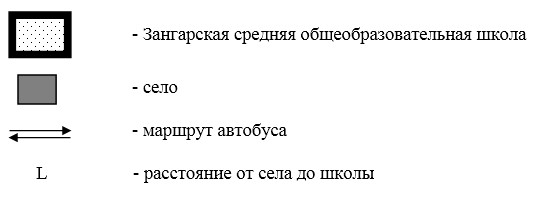 - Зангарская средняя общеобразовательная школа
- село
- маршрут автобуса
L - расстояние от села до школы